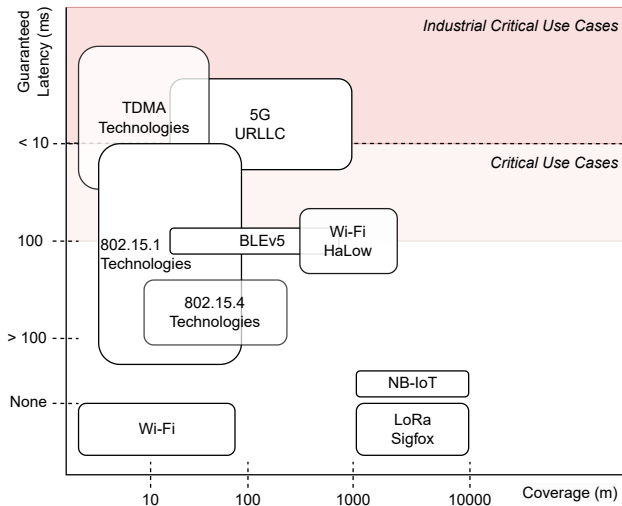 Guaranteed
Latency (ms)
Industrial Critical Use Cases
TDMA
Technologies
5G
URLLC
< 10
Critical Use Cases
100
802.15.1
Technologies
BLEv5
Wi-Fi
HaLow
802.15.4
Technologies
> 100
NB-IoT
None
Wi-Fi
LoRa
Sigfox
10
100
1000
10000
Coverage (m)